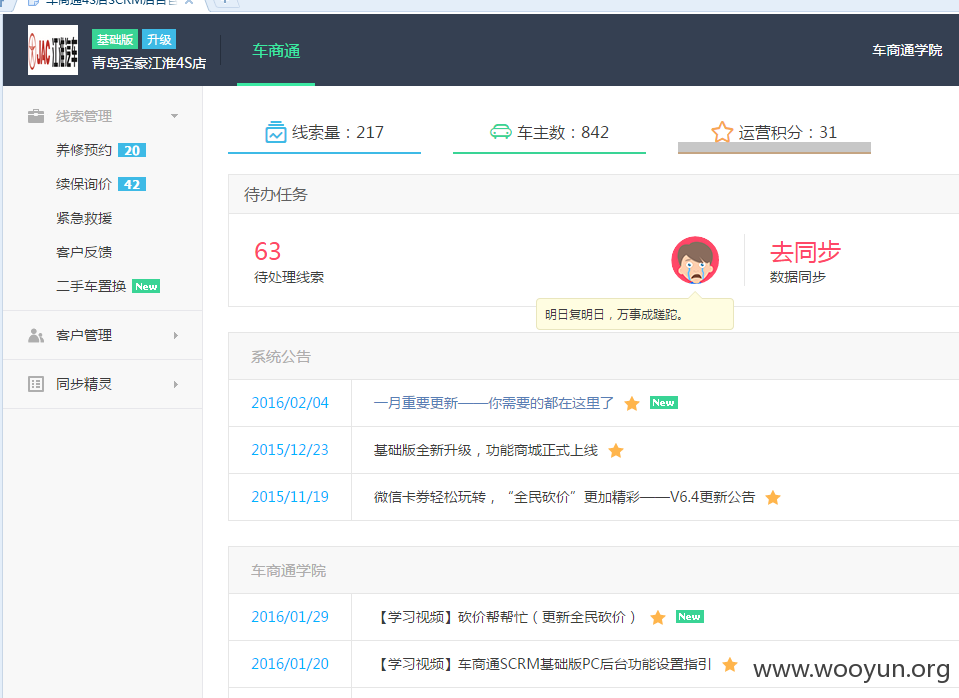 车商通4S店SCRM后台
JAC江淮汽车
基础版 升级
青岛圣豪江淮4S店
车商通
车商通学院
线索管理
养修预约 20
续保询价 42
紧急救援
客户反馈
二手车置换 New
客户管理
同步精灵
线索量：217
车主数：842
运营积分：31
待办任务
63
待处理线索
去同步
数据同步
明日复明日，万事成蹉跎。
系统公告
2016/02/04 一月重要更新——你需要的都在这里了 New
2015/12/23 基础版全新升级，功能商城正式上线
2015/11/19 微信卡券轻松玩转，“全民砍价”更加精彩——V6.4更新公告
车商通学院
2016/01/29 【学习视频】砍价帮帮忙（更新全民砍价） New
2016/01/20 【学习视频】车商通SCRM基础版PC后台功能设置指引
www.wooyun.org